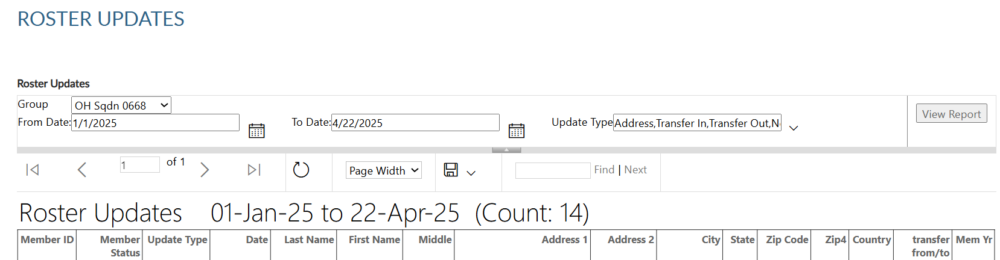 ROSTER UPDATES
Roster Updates
Group OH Sqdn 0668
From Date: 1/1/2025 To Date: 4/22/2025 Update Type Address,Transfer In,Transfer Out,N
View Report
1 of 1 Page Width Find | Next
Roster Updates 01-Jan-25 to 22-Apr-25 (Count: 14)
Member ID Member Status Update Type Date Last Name First Name Middle Address 1 Address 2 City State Zip Code Zip4 Country transfer from/to Mem Yr